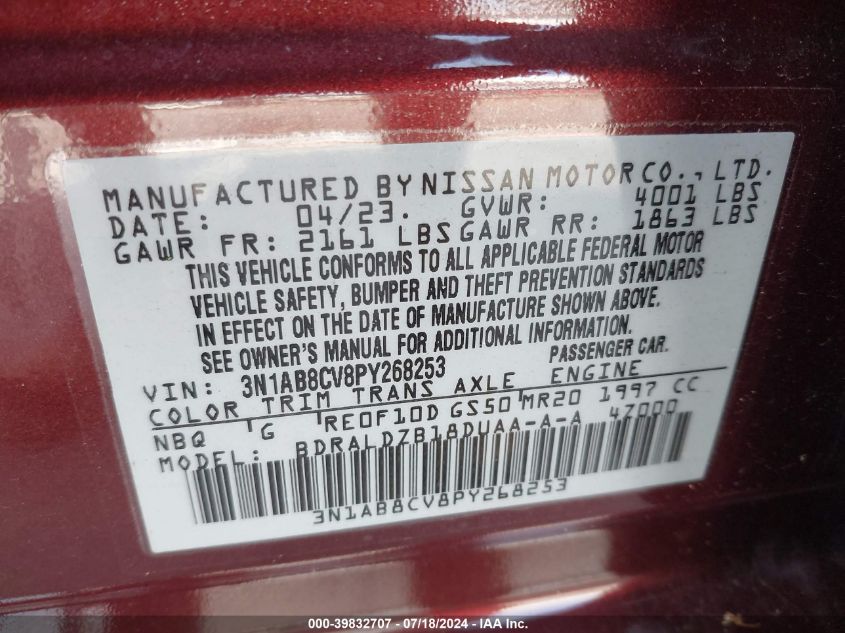 MANUFACTURED BY NISSAN MOTOR CO., LTD.
DATE: 04/23. GVWR: 4001 LBS
GAWR FR: 2161 LBS GAWR RR: 1863 LBS
THIS VEHICLE CONFORMS TO ALL APPLICABLE FEDERAL MOTOR
VEHICLE SAFETY, BUMPER AND THEFT PREVENTION STANDARDS
IN EFFECT ON THE DATE OF MANUFACTURE SHOWN ABOVE.
SEE OWNER'S MANUAL FOR ADDITIONAL INFORMATION.
VIN: 3N1AB8CV8PY268253 PASSENGER CAR.
COLOR TRIM TRANS AXLE ENGINE
NBQ G RE0F10D GS50 MR20 1997 CC
MODEL: BDRALDZB18DUAA-A-A 47000
3N1AB8CV8PY268253
000-39832707 - 07/18/2024 - IAA Inc.